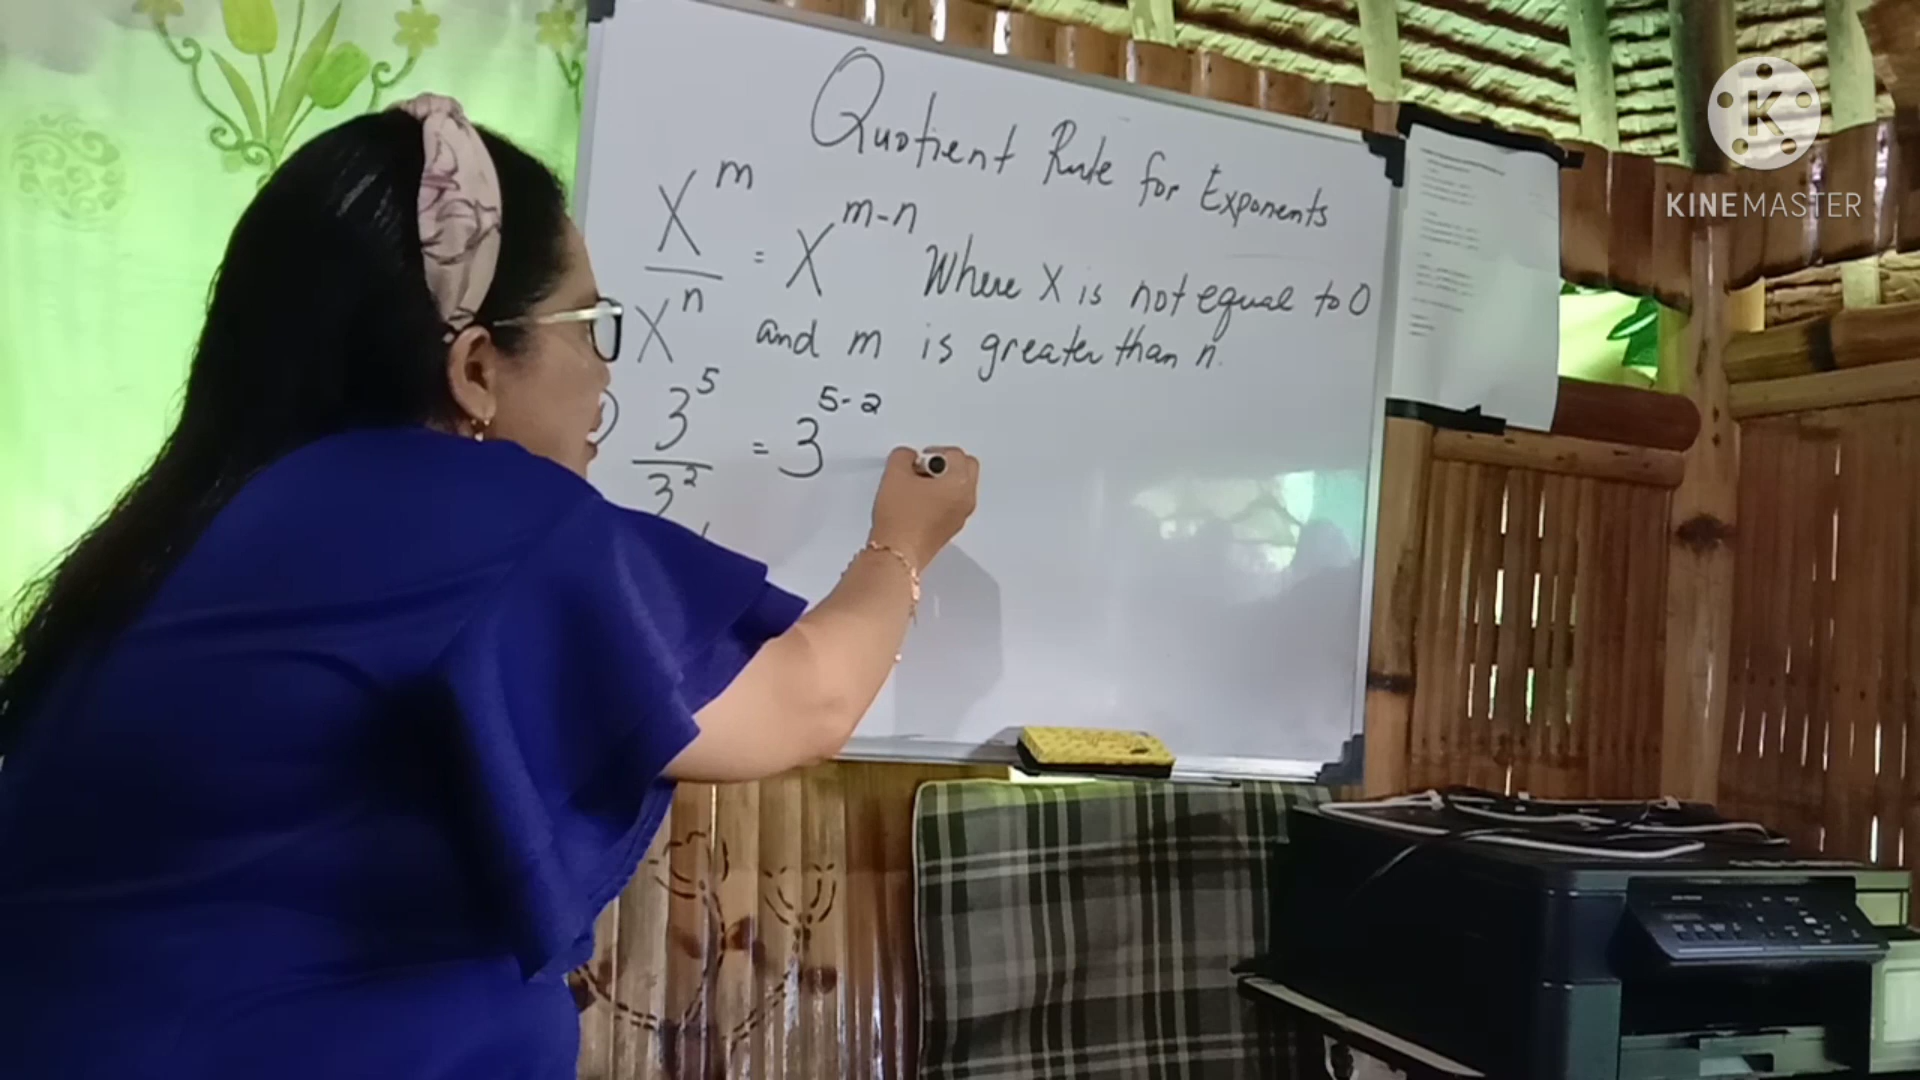 Quotient Rule for Exponents
X^m / X^n = X^(m-n) Where X is not equal to 0
and m is greater than n.
) 3^5 / 3^2 = 3^(5-2)
K
KINEMASTER